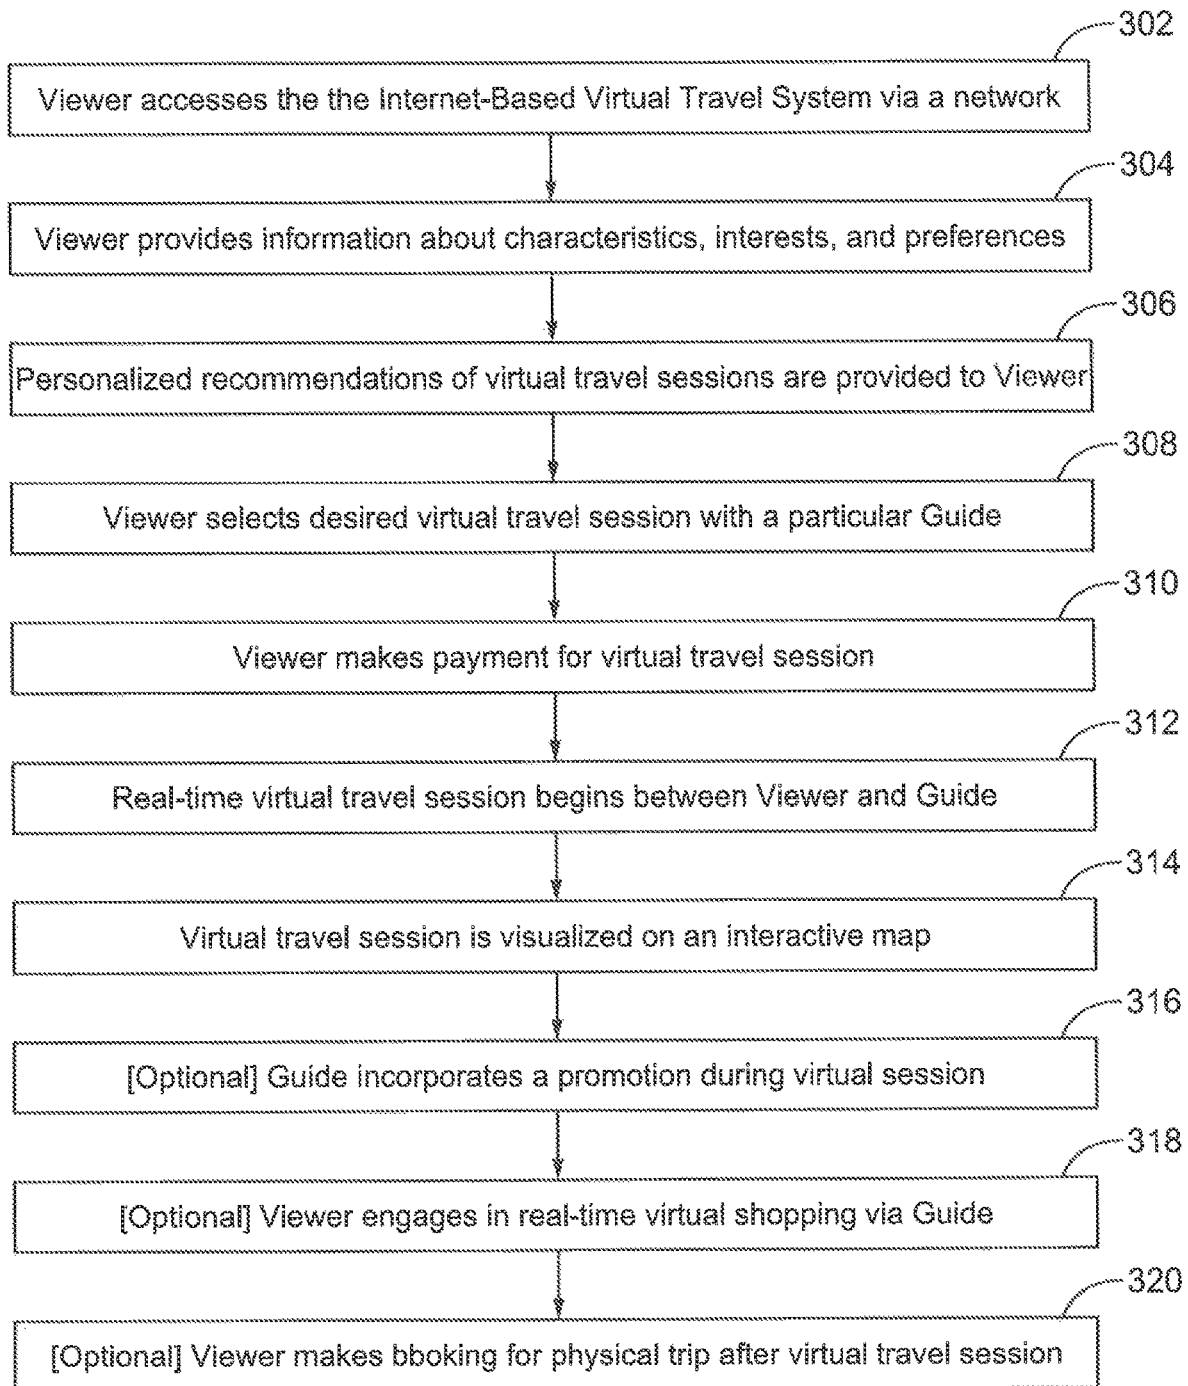 302
Viewer accesses the the Internet-Based Virtual Travel System via a network
304
Viewer provides information about characteristics, interests, and preferences
306
Personalized recommendations of virtual travel sessions are provided to Viewer
308
Viewer selects desired virtual travel session with a particular Guide
310
Viewer makes payment for virtual travel session
312
Real-time virtual travel session begins between Viewer and Guide
314
Virtual travel session is visualized on an interactive map
316
[Optional] Guide incorporates a promotion during virtual session
318
[Optional] Viewer engages in real-time virtual shopping via Guide
320
[Optional] Viewer makes bboking for physical trip after virtual travel session